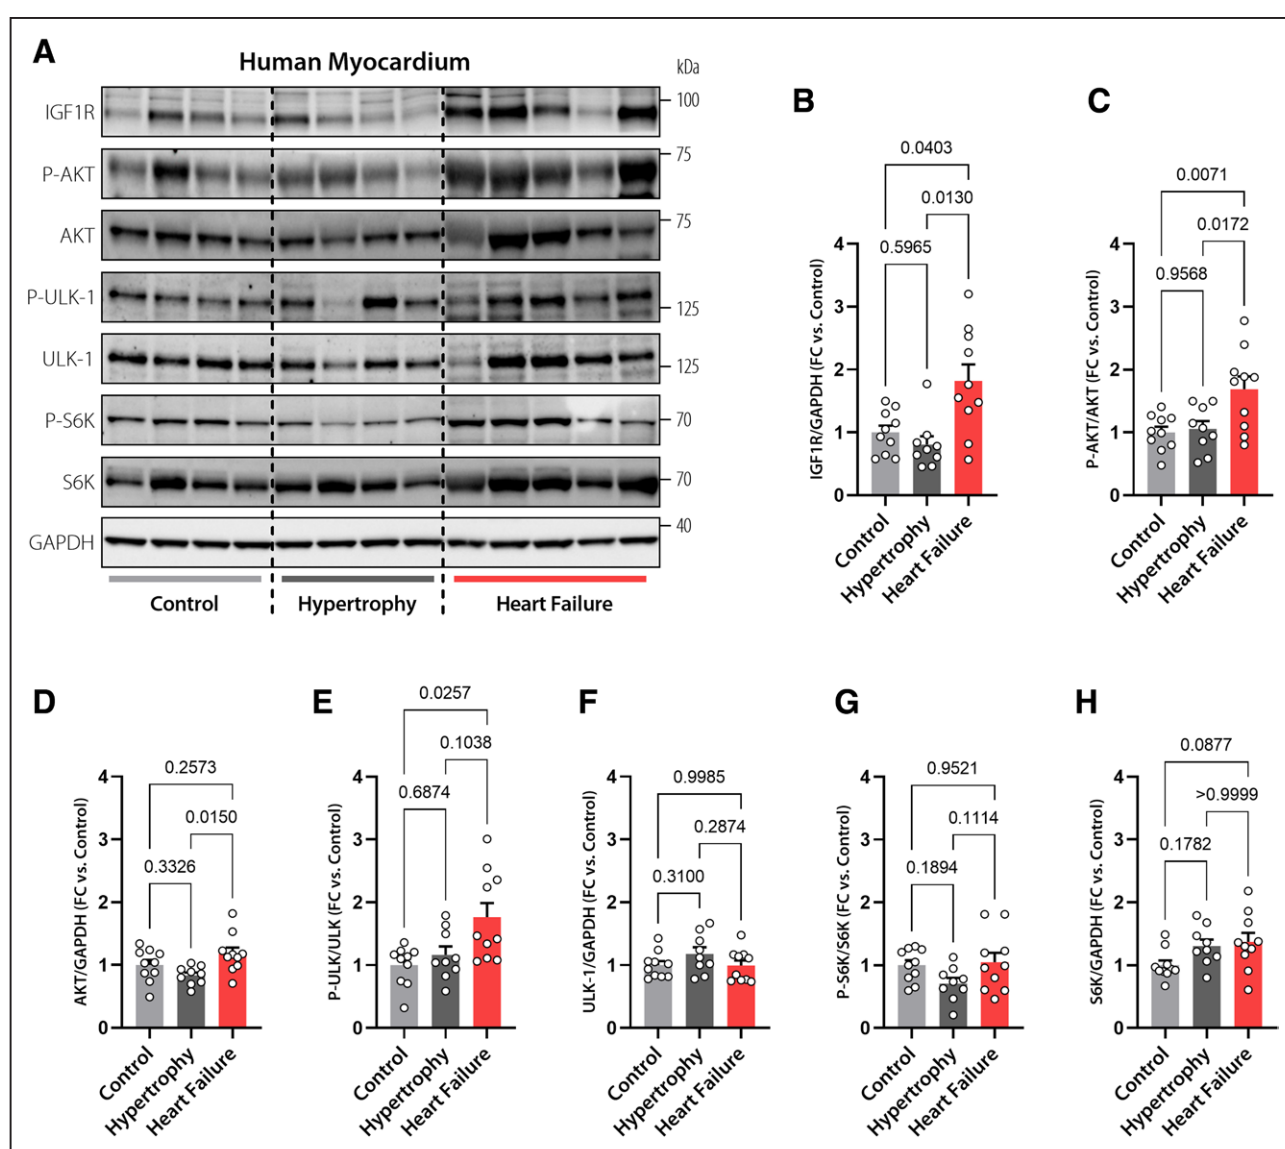 A
Human Myocardium
kDa
IGF1R
100
P-AKT
75
AKT
75
P-ULK-1
125
ULK-1
125
P-S6K
70
S6K
70
GAPDH
40
Control
Hypertrophy
Heart Failure
B
0.0403
0.0130
0.5965
IGF1R/GAPDH (FC vs. Control)
4
3
2
1
0
Control
Hypertrophy
Heart Failure
C
0.0071
0.0172
0.9568
P-AKT/AKT (FC vs. Control)
4
3
2
1
0
Control
Hypertrophy
Heart Failure
D
0.2573
0.0150
0.3326
AKT/GAPDH (FC vs. Control)
4
3
2
1
0
Control
Hypertrophy
Heart Failure
E
0.0257
0.1038
0.6874
P-ULK/ULK (FC vs. Control)
4
3
2
1
0
Control
Hypertrophy
Heart Failure
F
0.9985
0.2874
0.3100
ULK-1/GAPDH (FC vs. Control)
4
3
2
1
0
Control
Hypertrophy
Heart Failure
G
0.9521
0.1114
0.1894
P-S6K/S6K (FC vs. Control)
4
3
2
1
0
Control
Hypertrophy
Heart Failure
H
0.0877
>0.9999
0.1782
S6K/GAPDH (FC vs. Control)
4
3
2
1
0
Control
Hypertrophy
Heart Failure